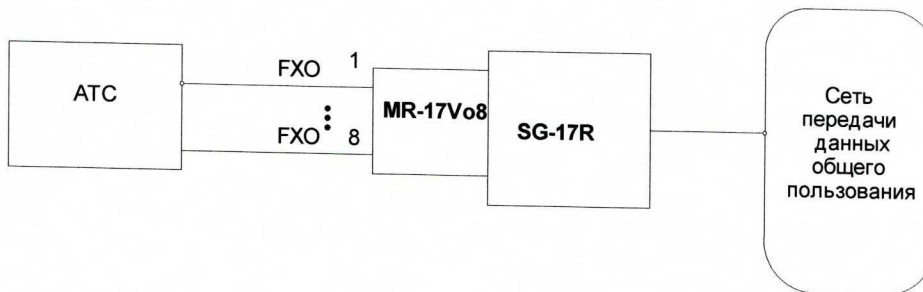 АТС
FXO 1
FXO 8
MR-17Vo8
SG-17R
Сеть
передачи
данных
общего
пользования